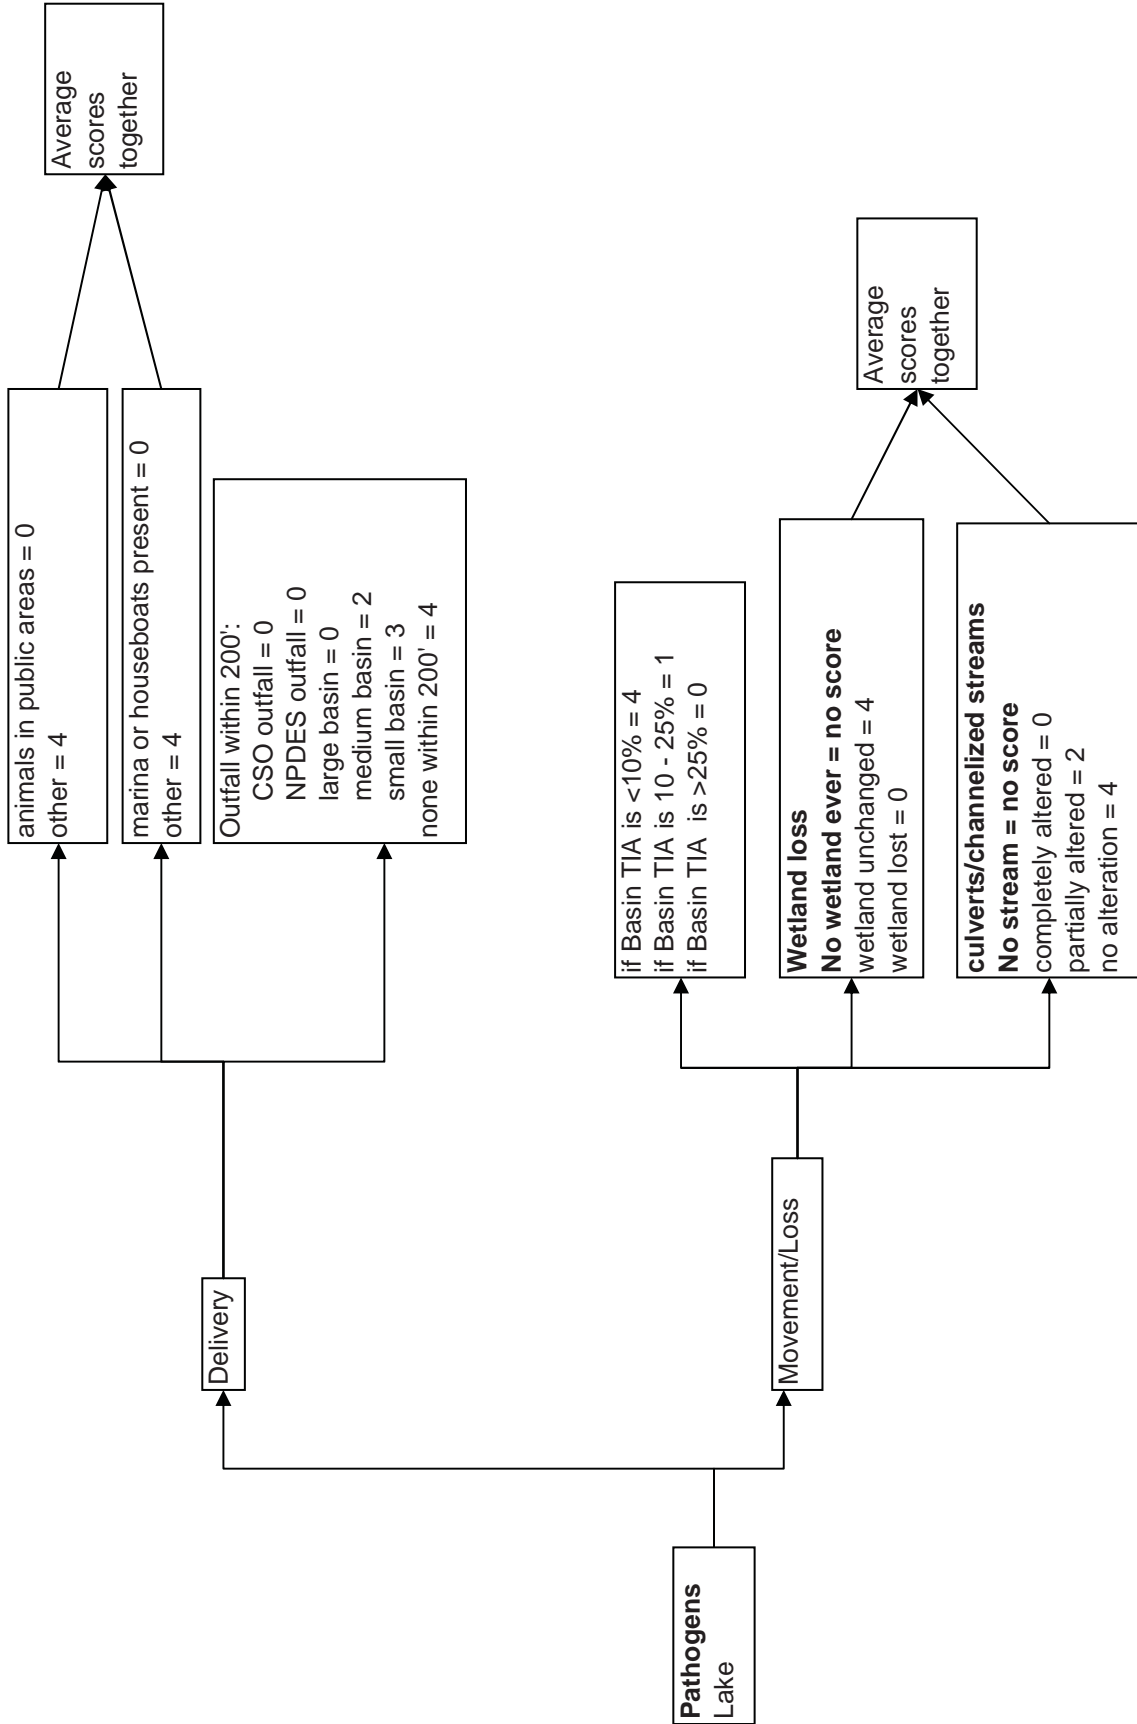 Pathogens
Lake
Delivery
Movement/Loss
animals in public areas = 0
other = 4
marina or houseboats present = 0
other = 4
Outfall within 200':
CSO outfall = 0
NPDES outfall = 0
large basin = 0
medium basin = 2
small basin = 3
none within 200' = 4
Average
scores
together
if Basin TIA is <10% = 4
if Basin TIA is 10 - 25% = 1
if Basin TIA  is >25% = 0
Wetland loss
No wetland ever = no score
wetland unchanged = 4
wetland lost = 0
culverts/channelized streams
No stream = no score
completely altered = 0
partially altered = 2
no alteration = 4
Average
scores
together